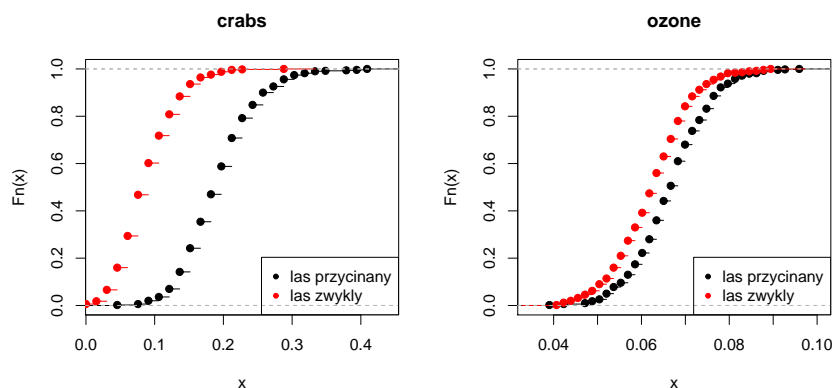 crabs
Fn(x)
1.0
0.8
0.6
0.4
0.2
0.0
las przycinany
las zwykly
0.0 0.1 0.2 0.3 0.4
x
ozone
Fn(x)
1.0
0.8
0.6
0.4
0.2
0.0
las przycinany
las zwykly
0.04 0.06 0.08 0.10
x